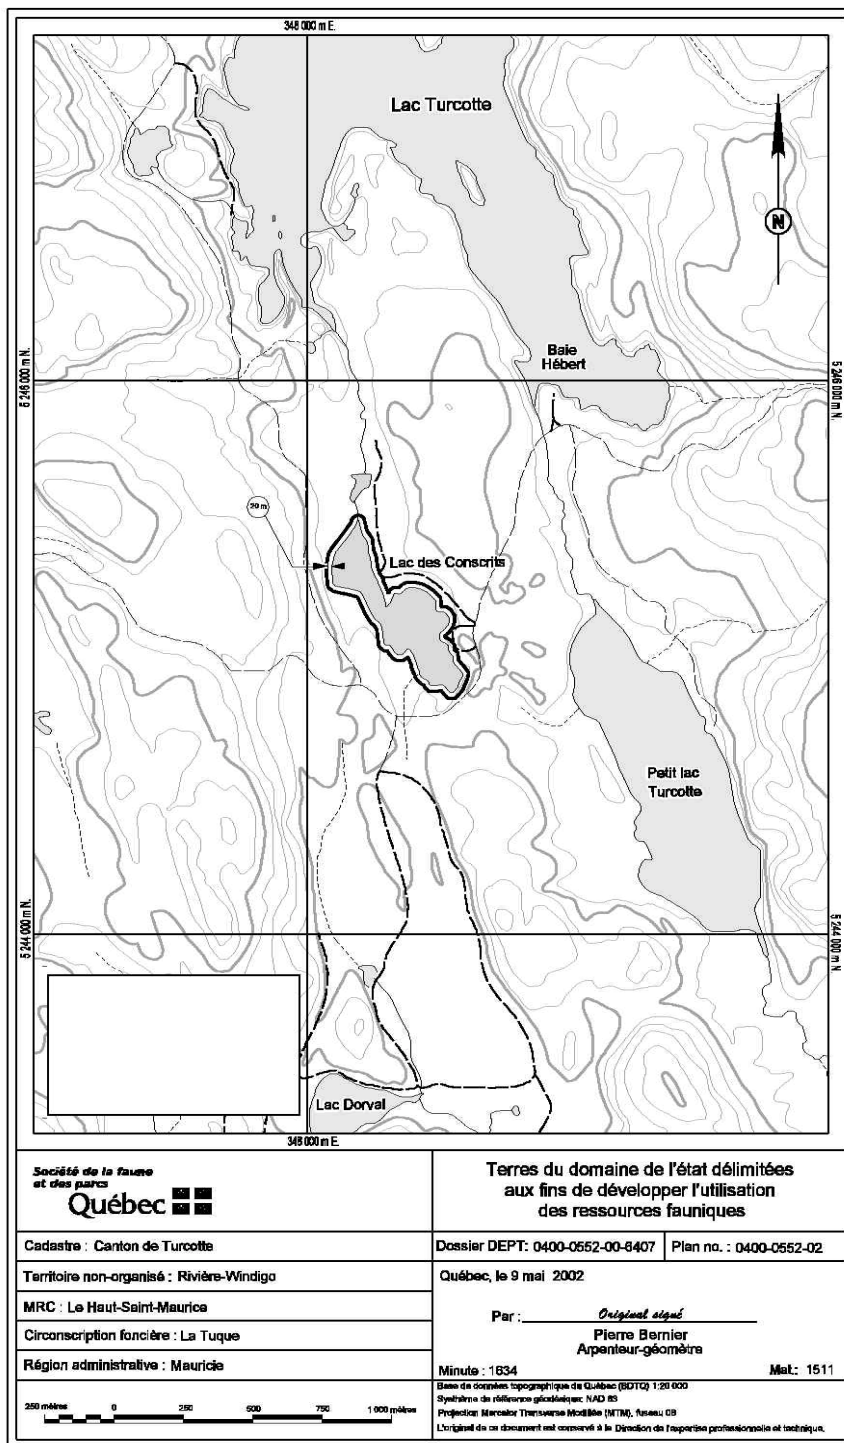 348 000 m E.
Lac Turcotte
N
Baie
Hébert
5 246 000 m N.
5 246 000 m N.
20 m
Lac des Conscrits
Petit lac
Turcotte
5 244 000 m N.
5 244 000 m N.
Lac Dorval
348 000 m E.
Société de la faune
et des parcs
Québec
Terres du domaine de l'état délimitées
aux fins de développer l'utilisation
des ressources fauniques
Cadastre : Canton de Turcotte
Dossier DEPT: 0400-0552-00-6407 Plan no. : 0400-0552-02
Territoire non-organisé : Rivière-Windigo
Québec, le 9 mai 2002
MRC : Le Haut-Saint-Maurice
Par : Original signé
Circonscription foncière : La Tuque
Pierre Bernier
Arpenteur-géomètre
Région administrative : Mauricie
Minute : 1634 Mat.: 1511
250 mètres 0 250 500 750 1 000 mètres
Base de données topographique du Québec (BDTQ) 1:20 000
Système de référence géodésique: NAD 83
Projection Mercator Transverse Modifiée (MTM), fuseau 08
L'original de ce document est conservé à la Direction de l'expertise professionnelle et technique.